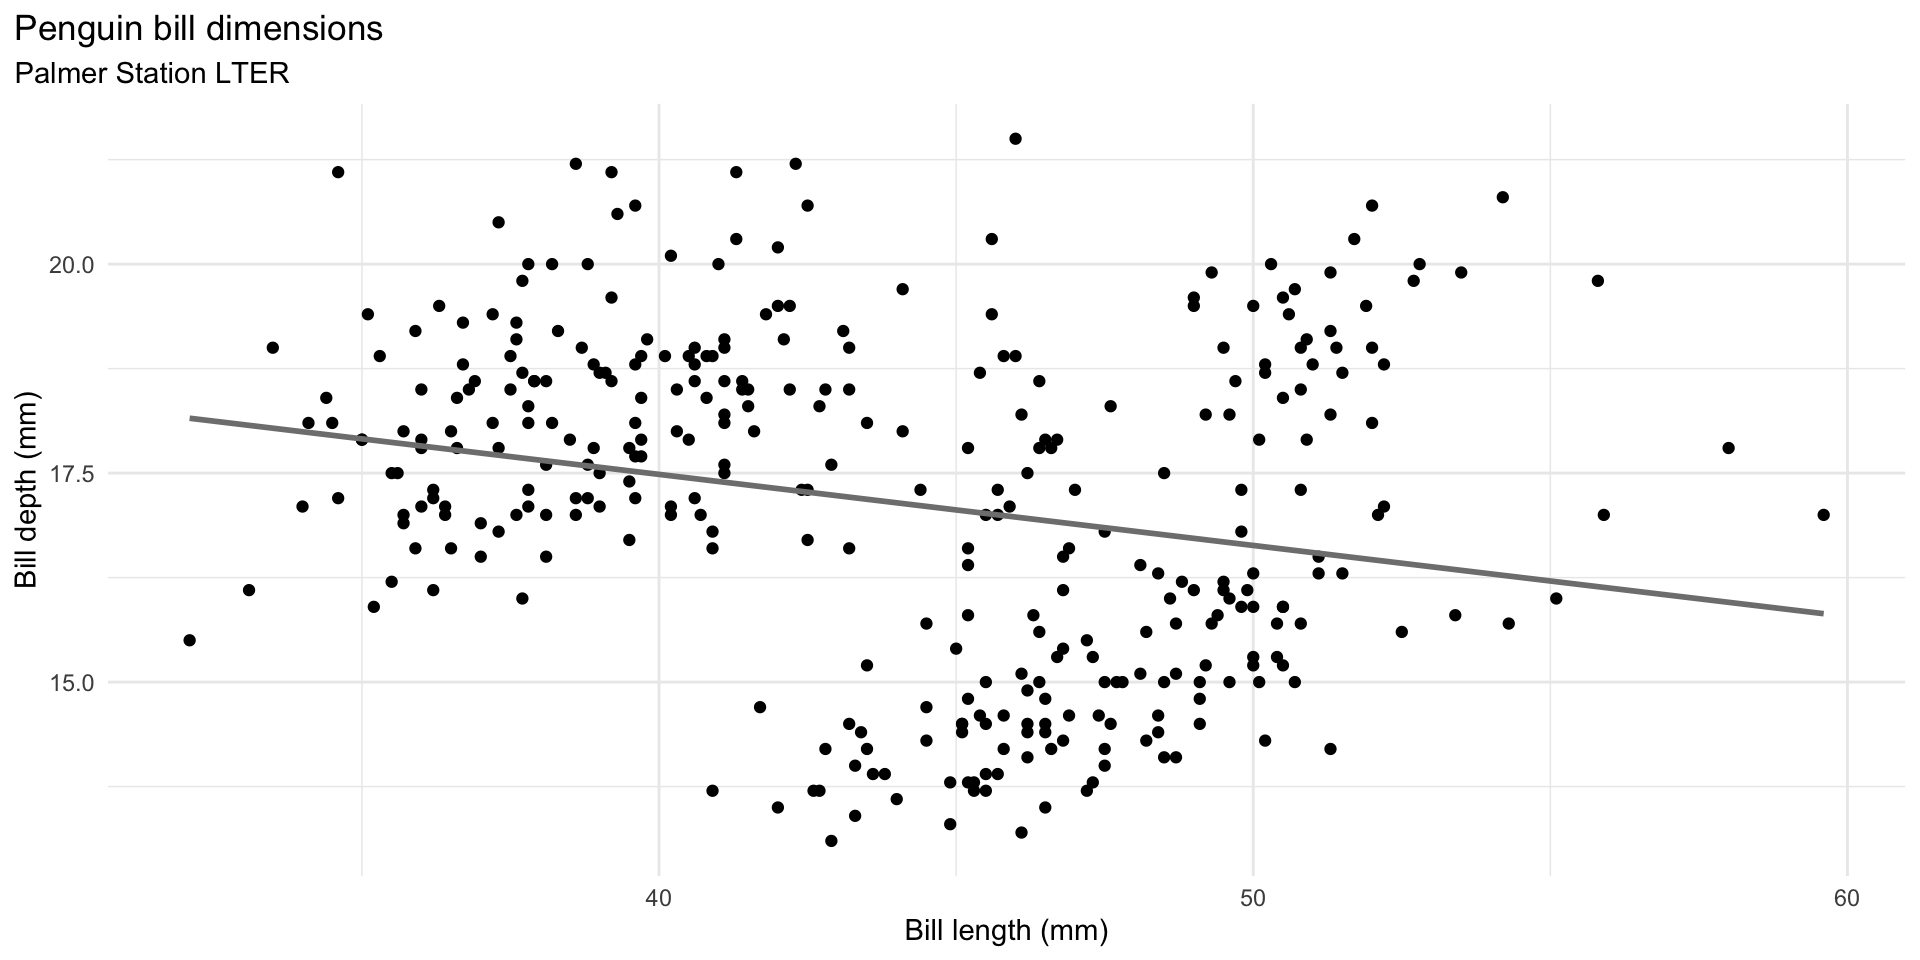 Penguin bill dimensions
Palmer Station LTER
20.0
17.5
15.0
Bill depth (mm)
40
50
60
Bill length (mm)